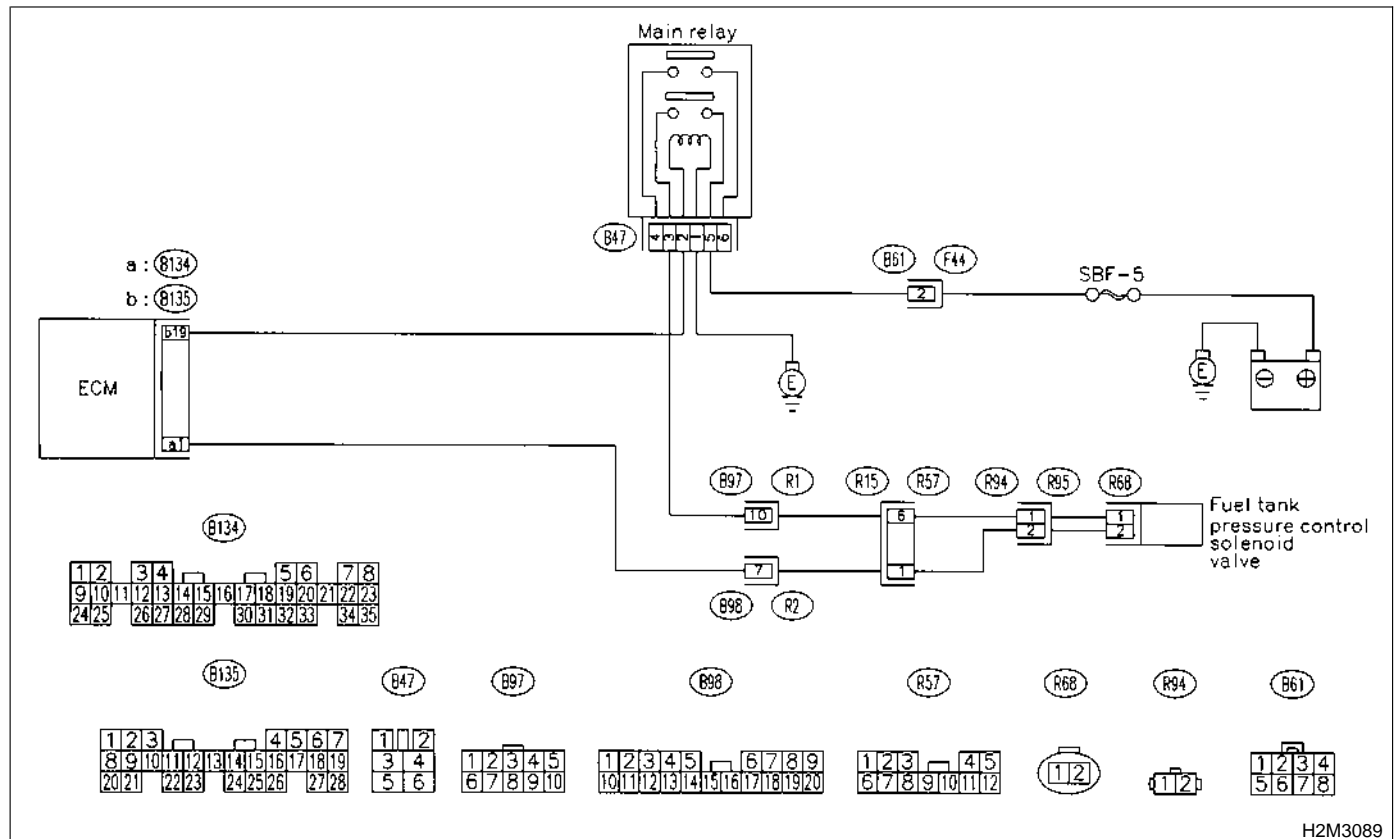 Main relay
B47
4 3 2 1 5 6
B61 F44
SBF-5
2
a : B134
b : B135
b19
ECM
a1
E
E
⊖ ⊕
B97 R1 R15 R57 R94 R95 R68
10 6 1 1
2 2
Fuel tank
pressure control
solenoid
valve
7 1
B98 R2
B134
1 2 3 4 5 6 7 8
9 10 11 12 13 14 15 16 17 18 19 20 21 22 23
24 25 26 27 28 29 30 31 32 33 34 35
B135
1 2 3 4 5 6 7
8 9 10 11 12 13 14 15 16 17 18 19
20 21 22 23 24 25 26 27 28
B47
1 2
3 4
5 6
B97
1 2 3 4 5
6 7 8 9 10
B98
1 2 3 4 5 6 7 8 9
10 11 12 13 14 15 16 17 18 19 20
R57
1 2 3 4 5
6 7 8 9 10 11 12
R68
1 2
R94
1 2
B61
1 2 3 4
5 6 7 8
H2M3089